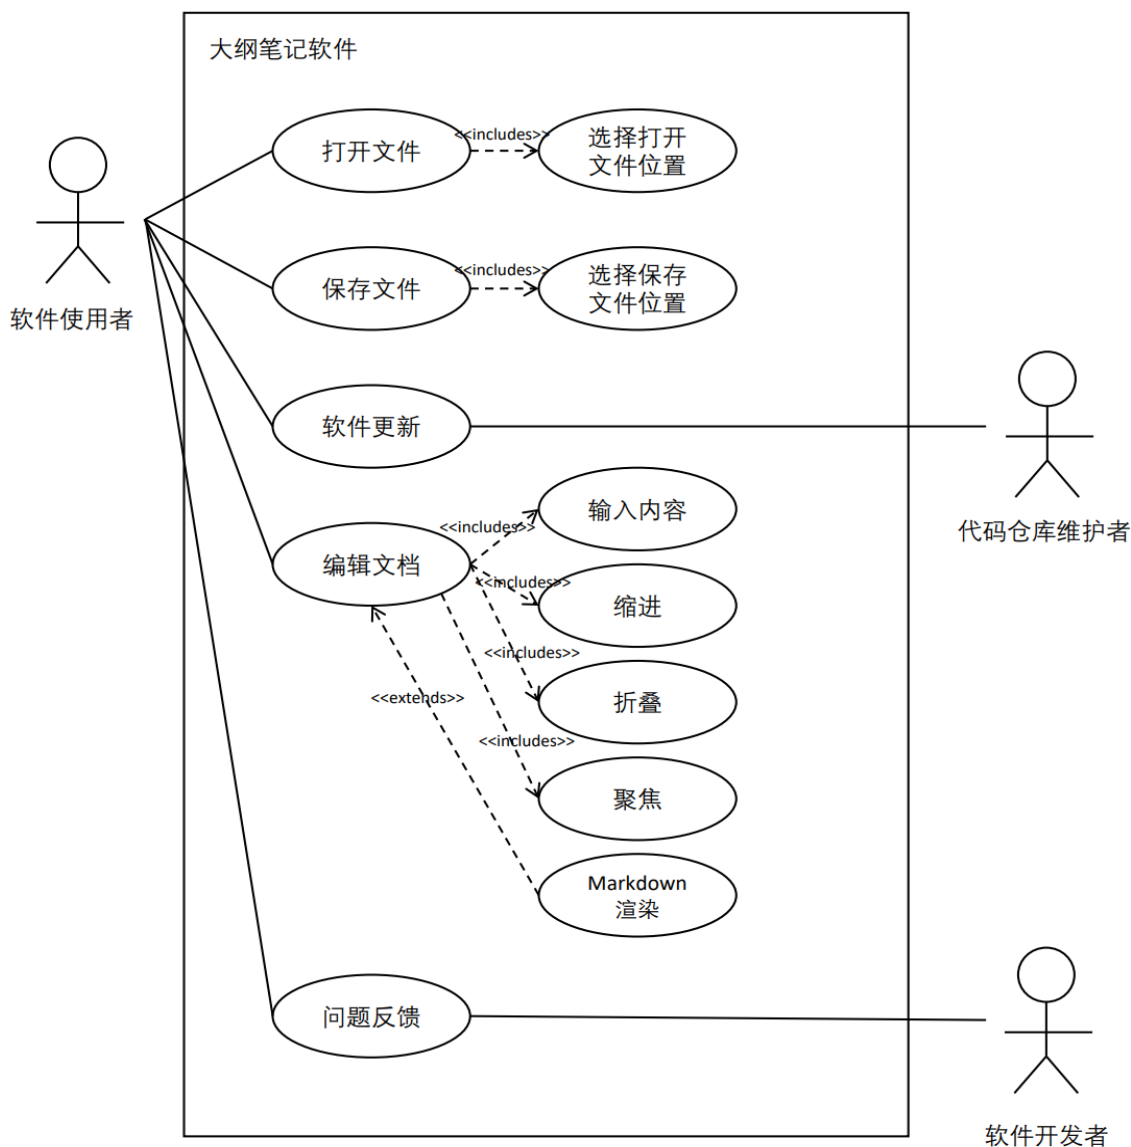 大纲笔记软件
打开文件
<<includes>>
选择打开
文件位置
软件使用者
保存文件
<<includes>>
选择保存
文件位置
软件更新
代码仓库维护者
编辑文档
<<includes>>
输入内容
<<includes>>
缩进
<<includes>>
折叠
<<extends>>
<<includes>>
聚焦
Markdown
渲染
问题反馈
软件开发者